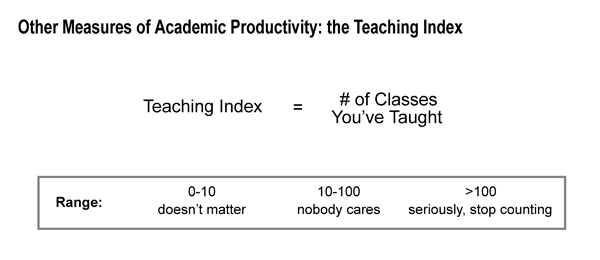 Other Measures of Academic Productivity: the Teaching Index
Teaching Index = # of Classes
You've Taught
Range: 0-10 10-100 >100
doesn't matter nobody cares seriously, stop counting